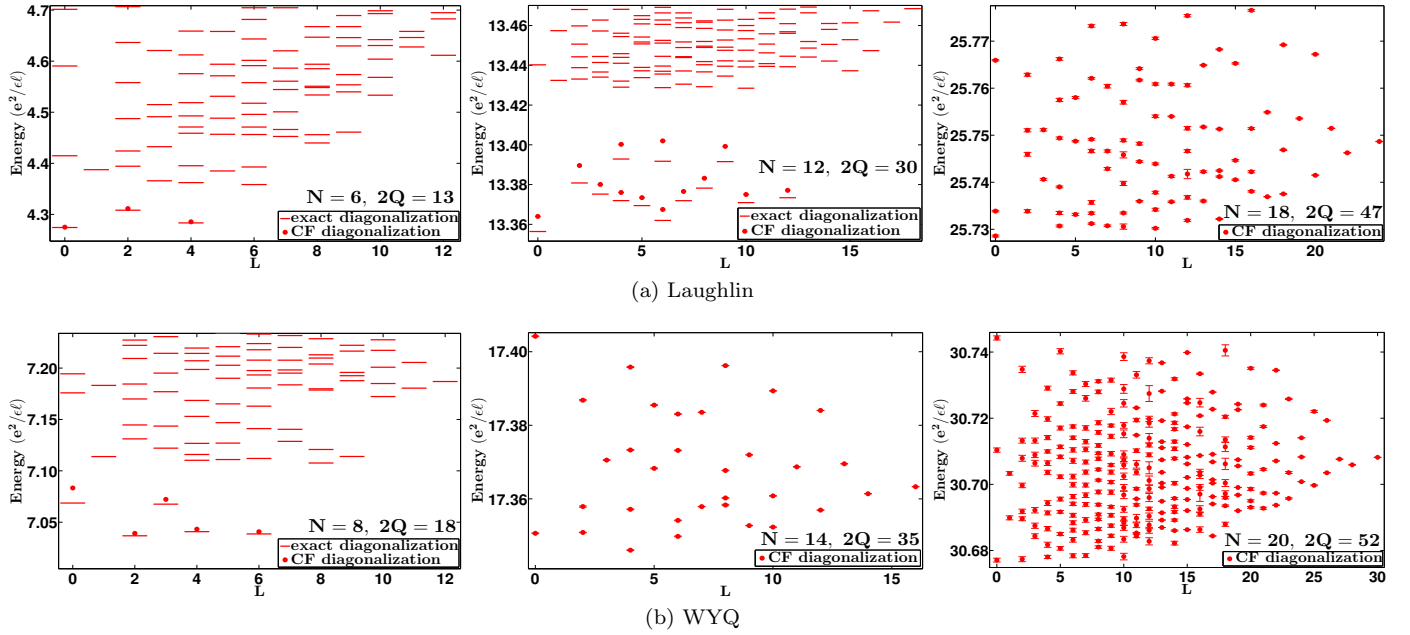 4.7
4.6
4.5
4.4
4.3
Energy (e²/ϵℓ)
0 2 4 6 8 10 12
L
N = 6, 2Q = 13
exact diagonalization
CF diagonalization
13.46
13.44
13.42
13.40
13.38
13.36
Energy (e²/ϵℓ)
0 5 10 15
L
N = 12, 2Q = 30
exact diagonalization
CF diagonalization
25.77
25.76
25.75
25.74
25.73
Energy (e²/ϵℓ)
0 5 10 15 20
L
N = 18, 2Q = 47
CF diagonalization
(a) Laughlin
7.20
7.15
7.10
7.05
Energy (e²/ϵℓ)
0 2 4 6 8 10 12
L
N = 8, 2Q = 18
exact diagonalization
CF diagonalization
17.40
17.38
17.36
Energy (e²/ϵℓ)
0 5 10 15
L
N = 14, 2Q = 35
CF diagonalization
30.74
30.72
30.70
30.68
Energy (e²/ϵℓ)
0 5 10 15 20 25 30
L
N = 20, 2Q = 52
CF diagonalization
(b) WYQ